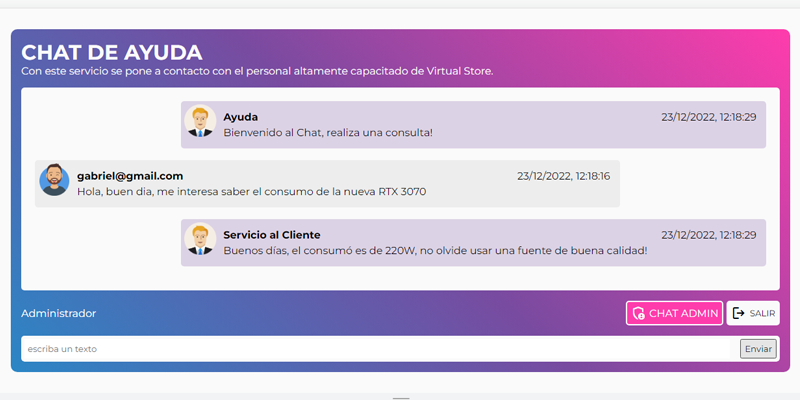 CHAT DE AYUDA
Con este servicio se pone a contacto con el personal altamente capacitado de Virtual Store.
Ayuda 23/12/2022, 12:18:29
Bienvenido al Chat, realiza una consulta!
gabriel@gmail.com 23/12/2022, 12:18:16
Hola, buen dia, me interesa saber el consumo de la nueva RTX 3070
Servicio al Cliente 23/12/2022, 12:18:29
Buenos días, el consumó es de 220W, no olvide usar una fuente de buena calidad!
Administrador CHAT ADMIN SALIR
escriba un texto Enviar